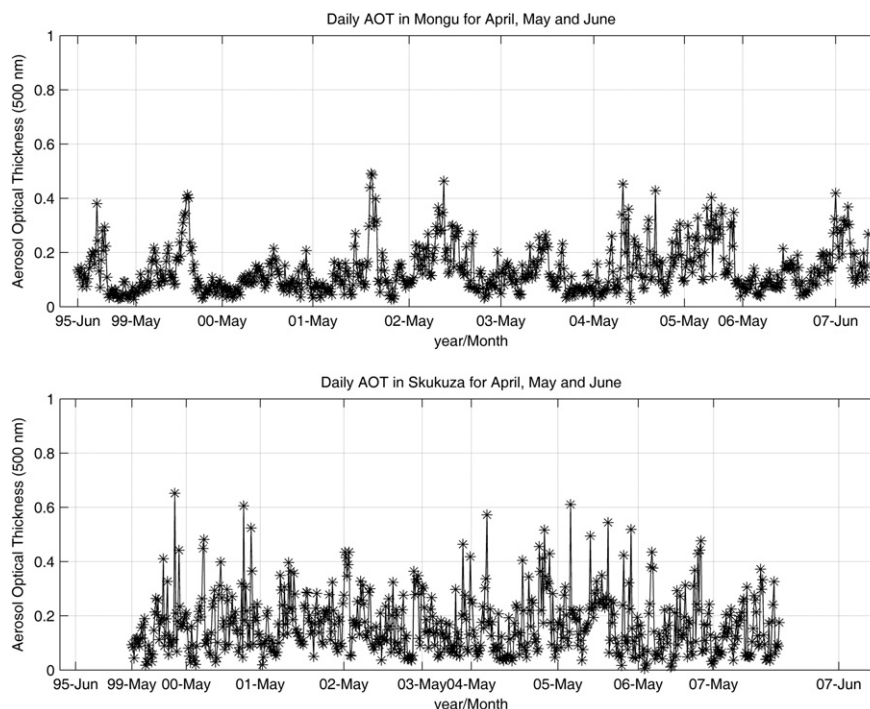 Daily AOT in Mongu for April, May and June
1
0.8
0.6
0.4
0.2
0
Aerosol Optical Thickness (500 nm)
95-Jun 99-May 00-May 01-May 02-May 03-May 04-May 05-May 06-May 07-Jun
year/Month
Daily AOT in Skukuza for April, May and June
1
0.8
0.6
0.4
0.2
0
Aerosol Optical Thickness (500 nm)
95-Jun 99-May 00-May 01-May 02-May 03-May 04-May 05-May 06-May 07-May 07-Jun
year/Month